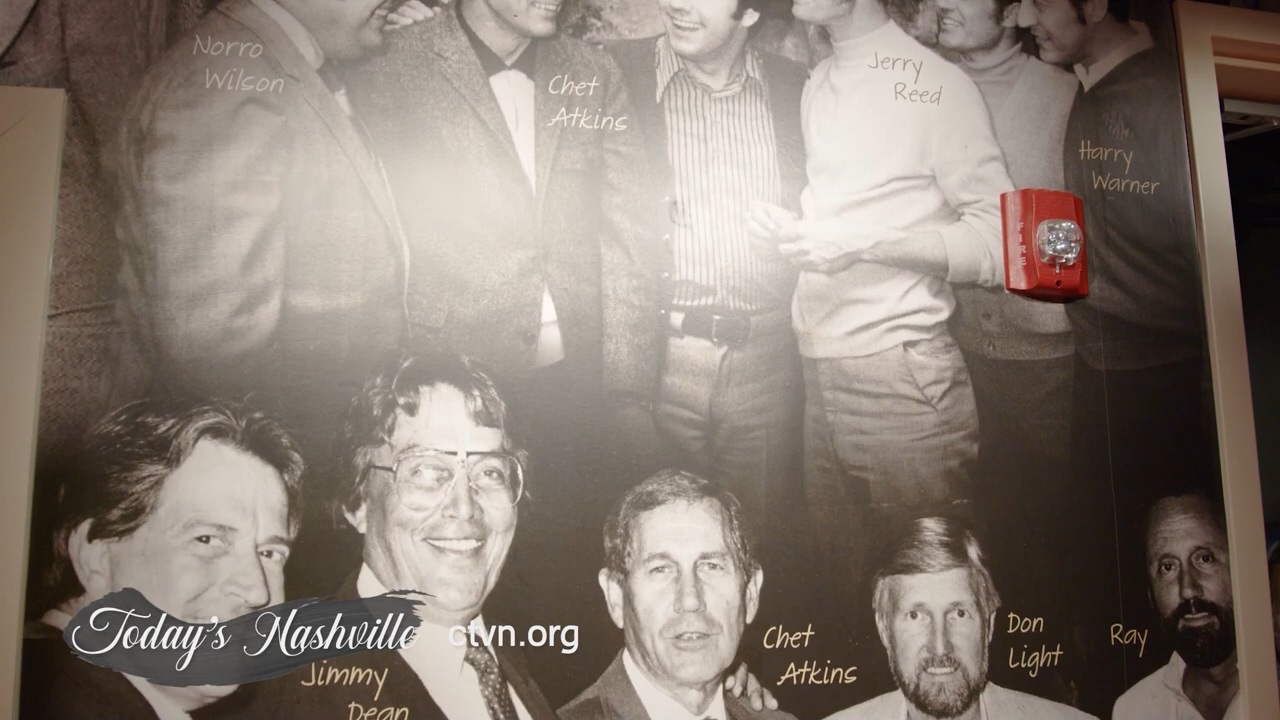 Norro
Wilson
Chet
Atkins
Jerry
Reed
Harry
Warner
Today's Nashville
ctvn.org
Jimmy
Dean
Chet
Atkins
Don
Light
Ray